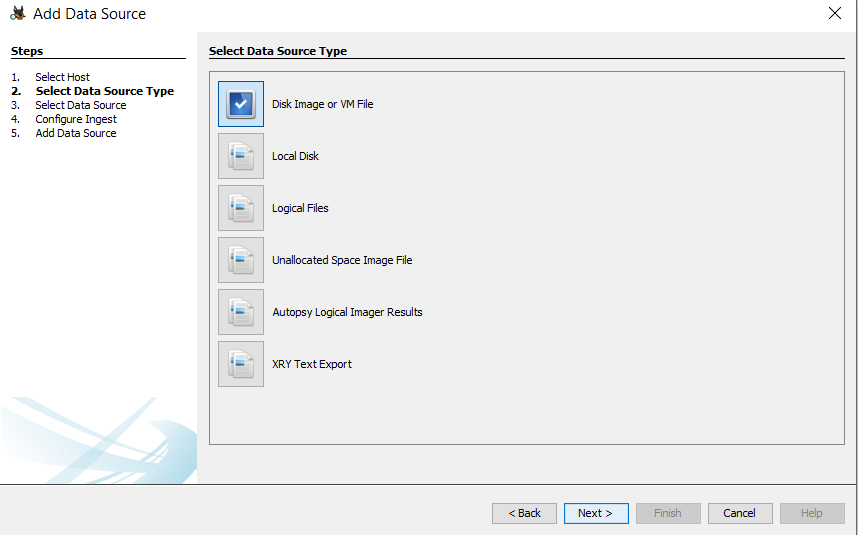 Add Data Source
Steps
1. Select Host
2. Select Data Source Type
3. Select Data Source
4. Configure Ingest
5. Add Data Source
Select Data Source Type
Disk Image or VM File
Local Disk
Logical Files
Unallocated Space Image File
Autopsy Logical Imager Results
XRY Text Export
< Back
Next >
Finish
Cancel
Help